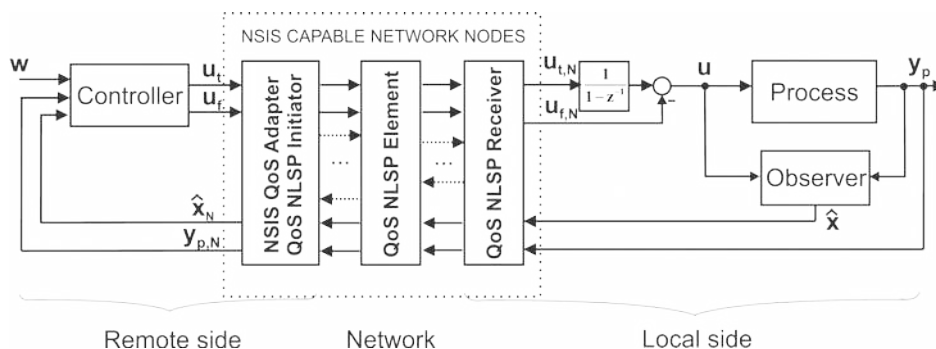 NSIS CAPABLE NETWORK NODES
w
Controller
u_t
u_f
NSIS QoS Adapter
QoS NLSP Initiator
...
QoS NLSP Element
...
QoS NLSP Receiver
u_t,N
u_f,N
1
1-z⁻¹
-
u
Process
y_p
Observer
x̂
x̂_N
y_p,N
Remote side
Network
Local side